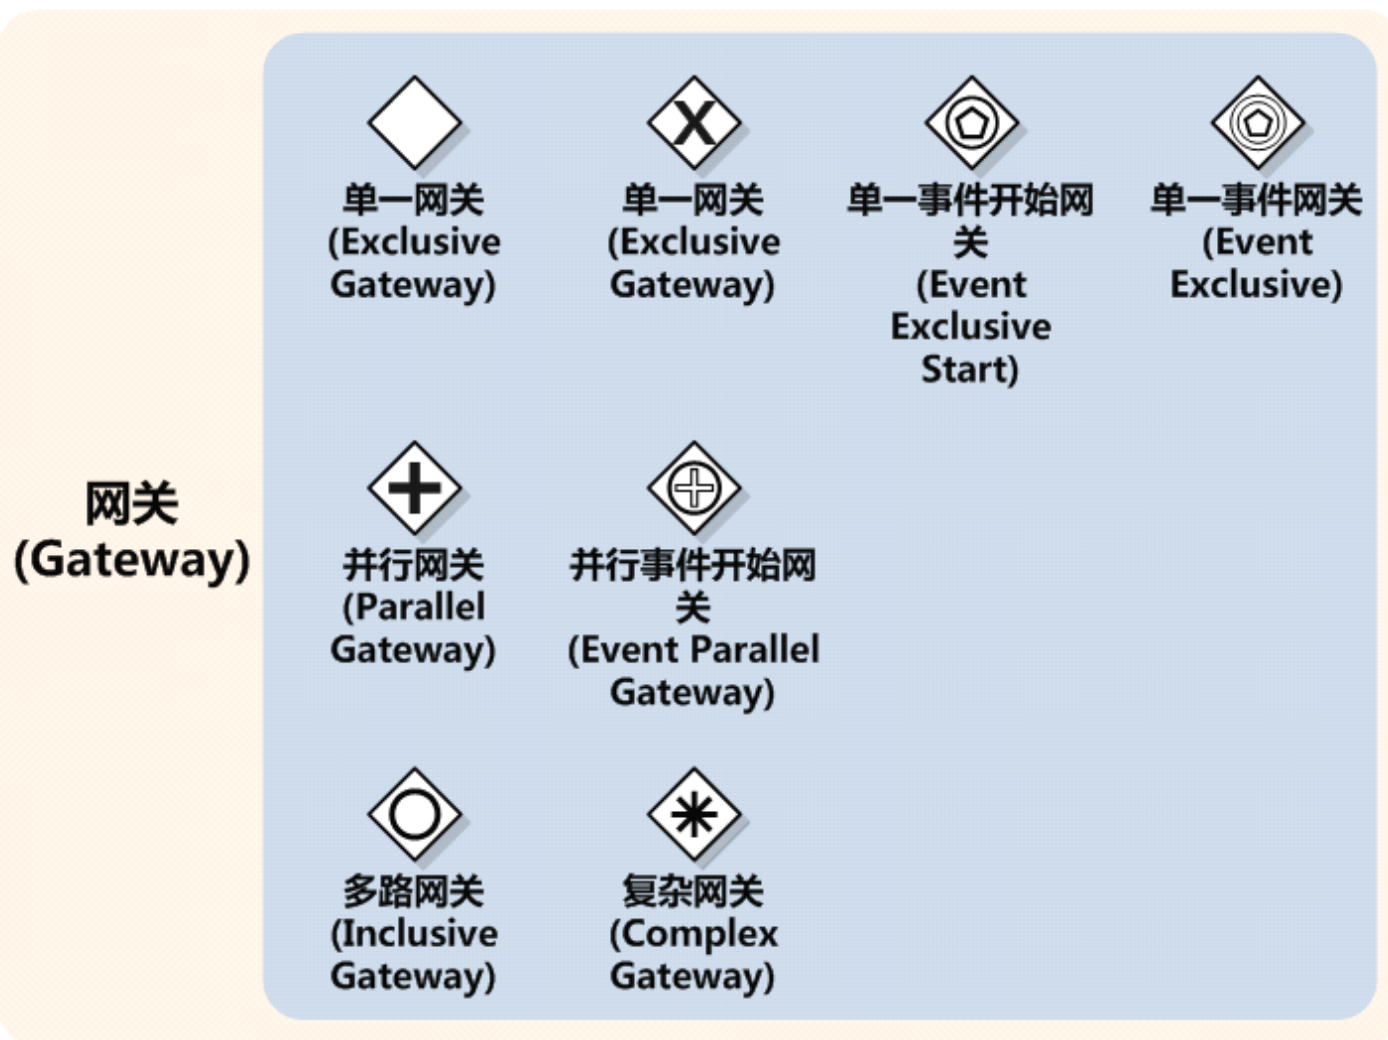 网关
(Gateway)
单一网关
(Exclusive
Gateway)
X
单一网关
(Exclusive
Gateway)
单一事件开始网
关
(Event
Exclusive
Start)
单一事件网关
(Event
Exclusive)
并行网关
(Parallel
Gateway)
并行事件开始网
关
(Event Parallel
Gateway)
多路网关
(Inclusive
Gateway)
复杂网关
(Complex
Gateway)